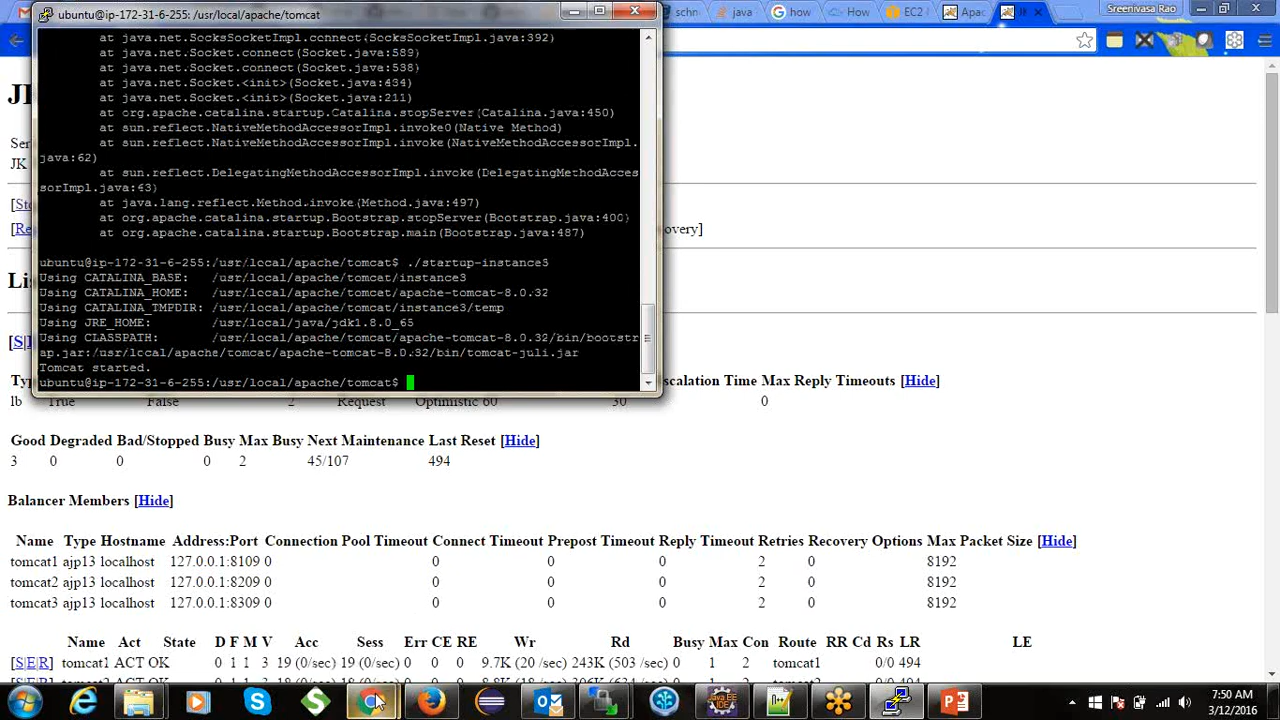 ubuntu@ip-172-31-6-255: /usr/local/apache/tomcat
schn
java
how
How
EC2
Apac
Sreenivasa Rao
at java.net.SocksSocketImpl.connect(SocksSocketImpl.java:392)
at java.net.Socket.connect(Socket.java:589)
at java.net.Socket.connect(Socket.java:538)
at java.net.Socket.<init>(Socket.java:434)
at java.net.Socket.<init>(Socket.java:211)
at org.apache.catalina.startup.Catalina.stopServer(Catalina.java:450)
at sun.reflect.NativeMethodAccessorImpl.invoke0(Native Method)
at sun.reflect.NativeMethodAccessorImpl.invoke(NativeMethodAccessorImpl.
java:62)
at sun.reflect.DelegatingMethodAccessorImpl.invoke(DelegatingMethodAcces
sorImpl.java:43)
at java.lang.reflect.Method.invoke(Method.java:497)
at org.apache.catalina.startup.Bootstrap.stopServer(Bootstrap.java:400)
at org.apache.catalina.startup.Bootstrap.main(Bootstrap.java:487)
ubuntu@ip-172-31-6-255:/usr/local/apache/tomcat$ ./startup-instance3
Using CATALINA_BASE: /usr/local/apache/tomcat/instance3
Using CATALINA_HOME: /usr/local/apache/tomcat/apache-tomcat-8.0.32
Using CATALINA_TMPDIR: /usr/local/apache/tomcat/instance3/temp
Using JRE_HOME: /usr/local/java/jdk1.8.0_65
Using CLASSPATH: /usr/local/apache/tomcat/apache-tomcat-8.0.32/bin/bootstr
ap.jar:/usr/local/apache/tomcat/apache-tomcat-8.0.32/bin/tomcat-juli.jar
Tomcat started.
ubuntu@ip-172-31-6-255:/usr/local/apache/tomcat$
JK
overy]
scalation Time Max Reply Timeouts [Hide]
lb True False 2 Request Optimistic 60 30 0
Good Degraded Bad/Stopped Busy Max Busy Next Maintenance Last Reset [Hide]
3 0 0 0 2 45/107 494
Balancer Members [Hide]
Name Type Hostname Address:Port Connection Pool Timeout Connect Timeout Prepost Timeout Reply Timeout Retries Recovery Options Max Packet Size [Hide]
tomcat1 ajp13 localhost 127.0.0.1:8109 0 0 0 0 2 0 8192
tomcat2 ajp13 localhost 127.0.0.1:8209 0 0 0 0 2 0 8192
tomcat3 ajp13 localhost 127.0.0.1:8309 0 0 0 0 2 0 8192
Name Act State D F M V Acc Sess Err CE RE Wr Rd Busy Max Con Route RR Cd Rs LR LE
[S|E|R] tomcat1 ACT OK 0 1 1 3 19 (0/sec) 19 (0/sec) 0 0 0 9.7K (20 /sec) 243K (503 /sec) 0 1 2 tomcat1 0/0 494
7:50 AM
3/12/2016